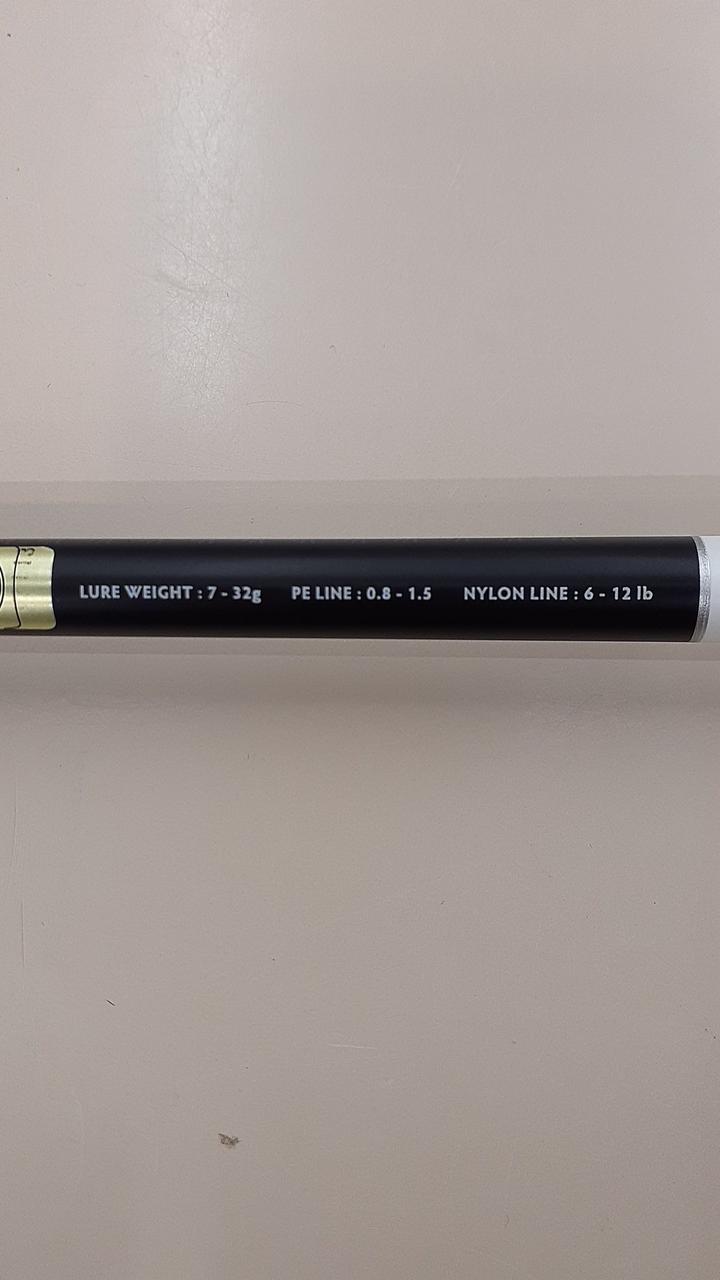 LURE WEIGHT : 7 - 32g PE LINE : 0.8 - 1.5 NYLON LINE : 6 - 12 lb